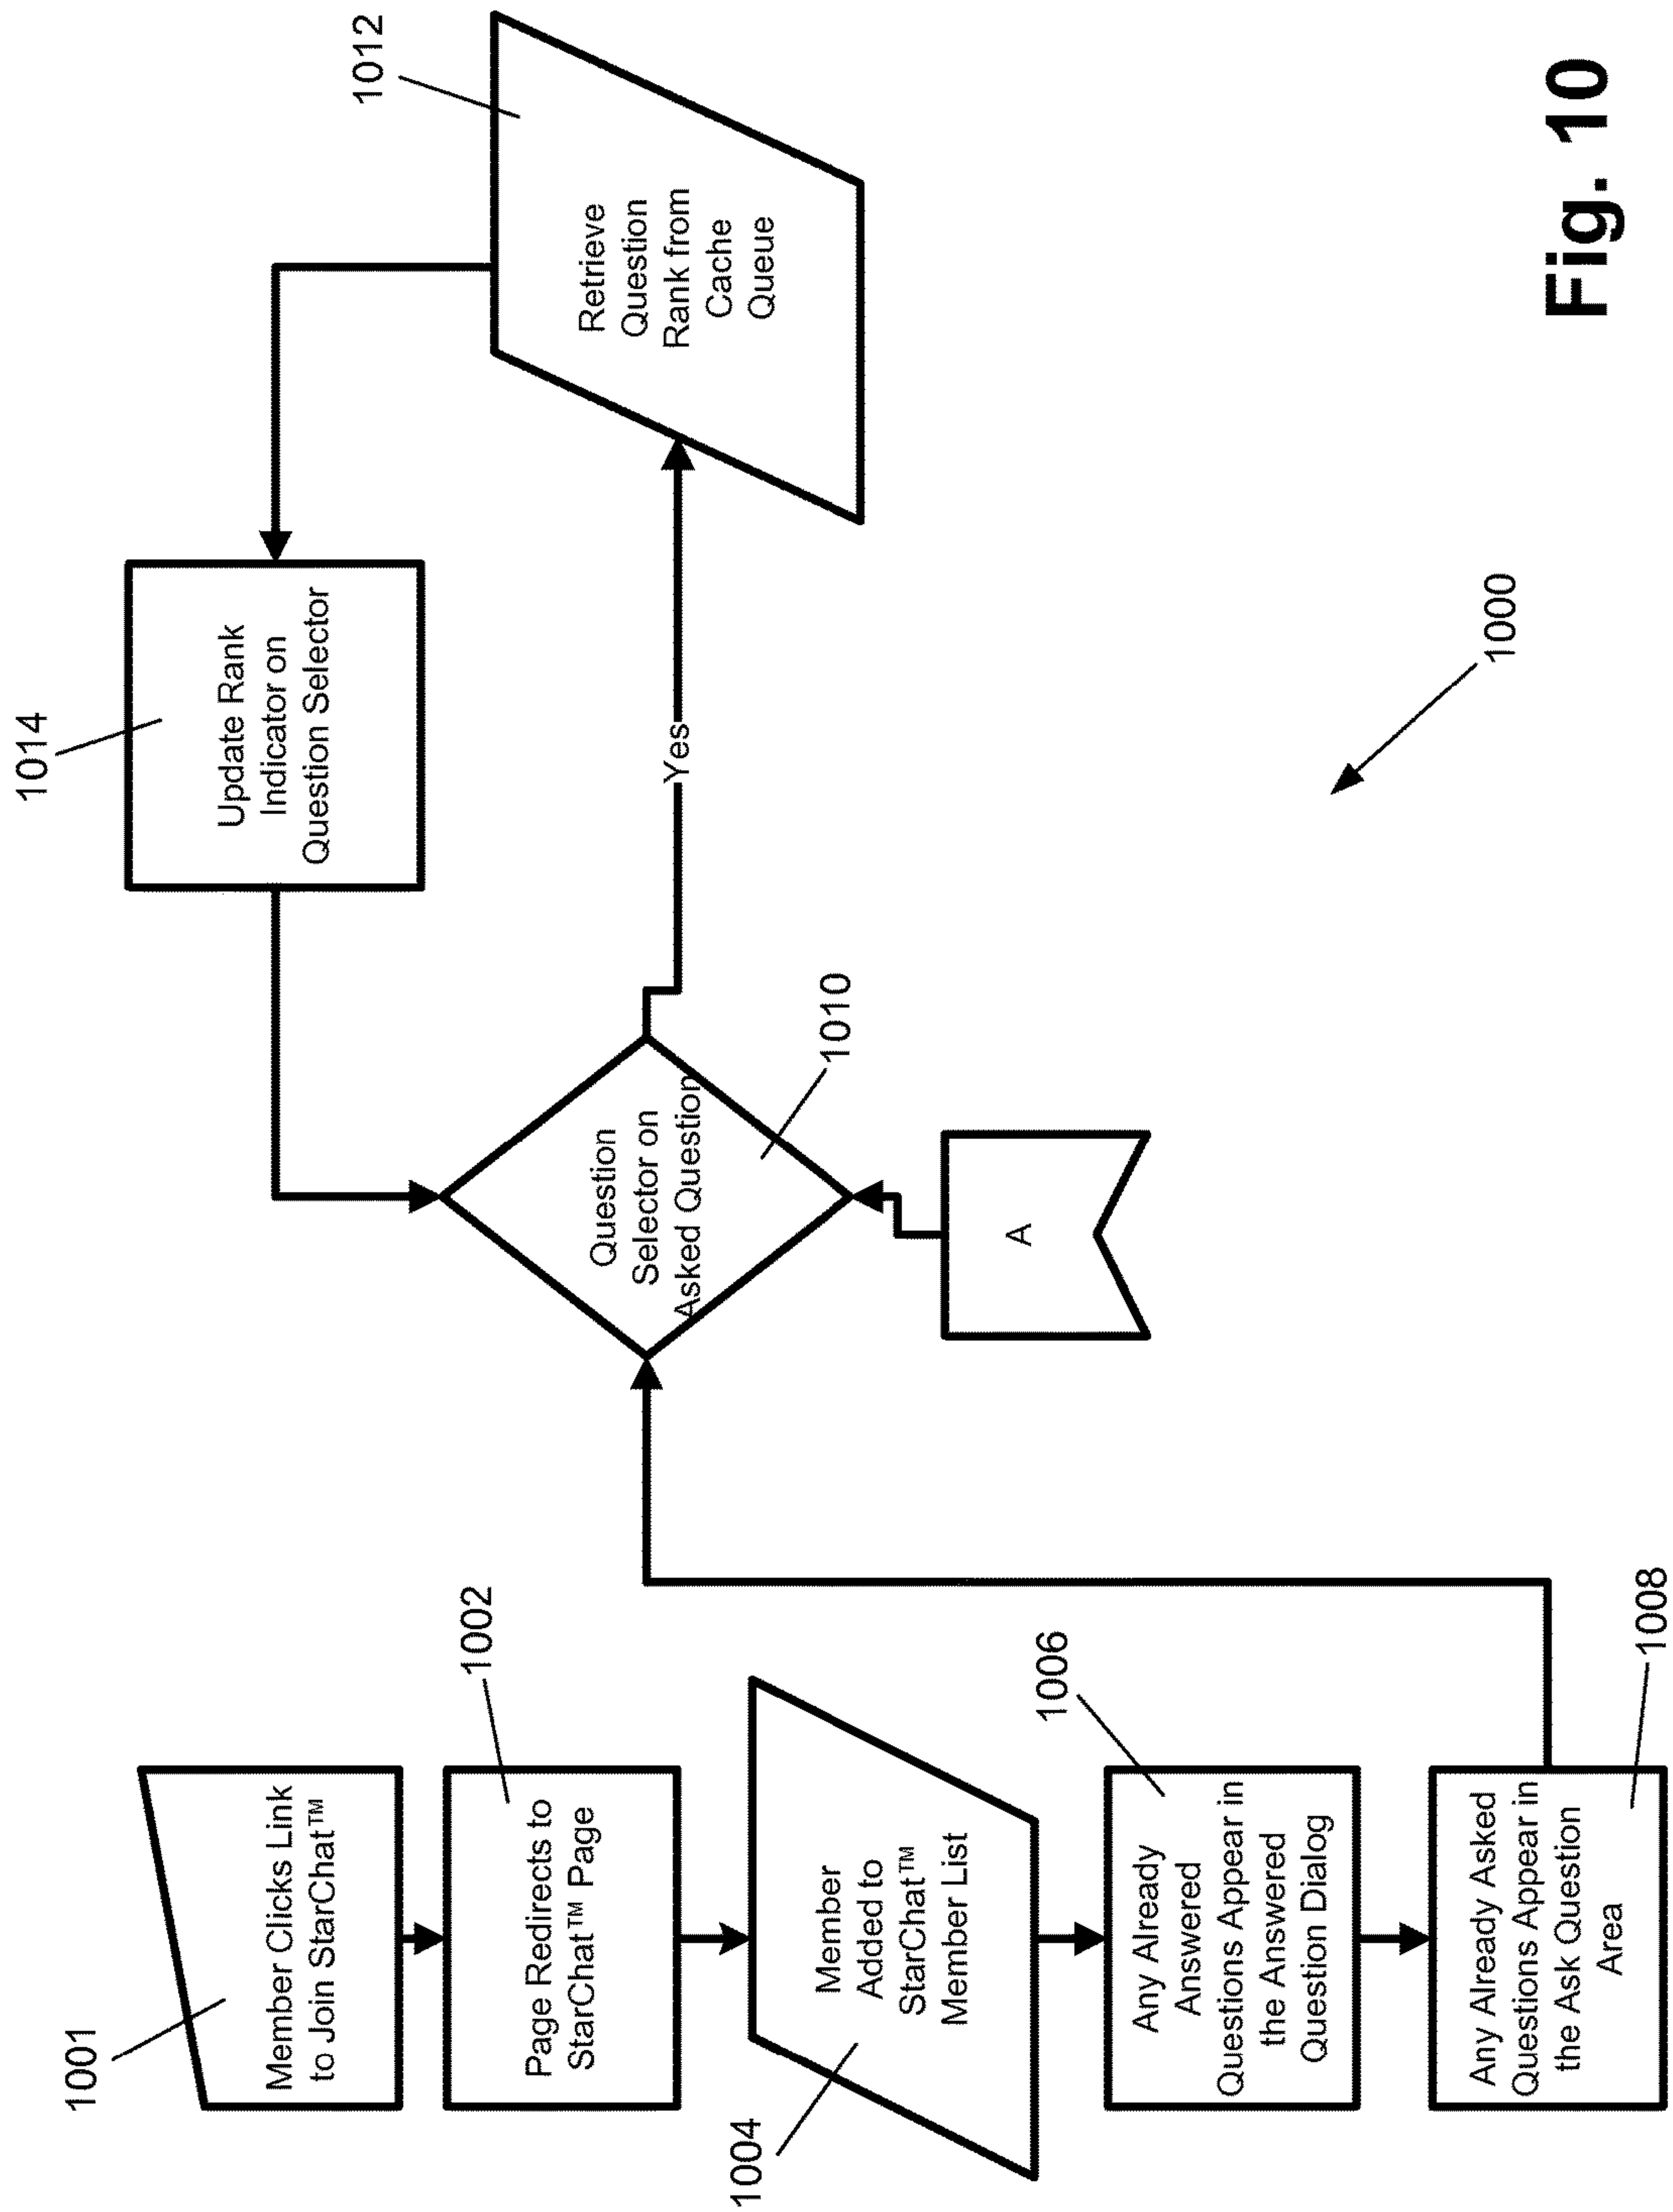 1001
Member Clicks Link
to Join StarChat™
1002
Page Redirects to
StarChat™ Page
1004
Member
Added to
StarChat™
Member List
1006
Any Already
Answered
Questions Appear in
the Answered
Question Dialog
1008
Any Already Asked
Questions Appear in
the Ask Question
Area
1010
Question
Selector on
Asked Question
A
Yes
1012
Retrieve
Question
Rank from
Cache
Queue
1014
Update Rank
Indicator on
Question Selector
1000
Fig. 10